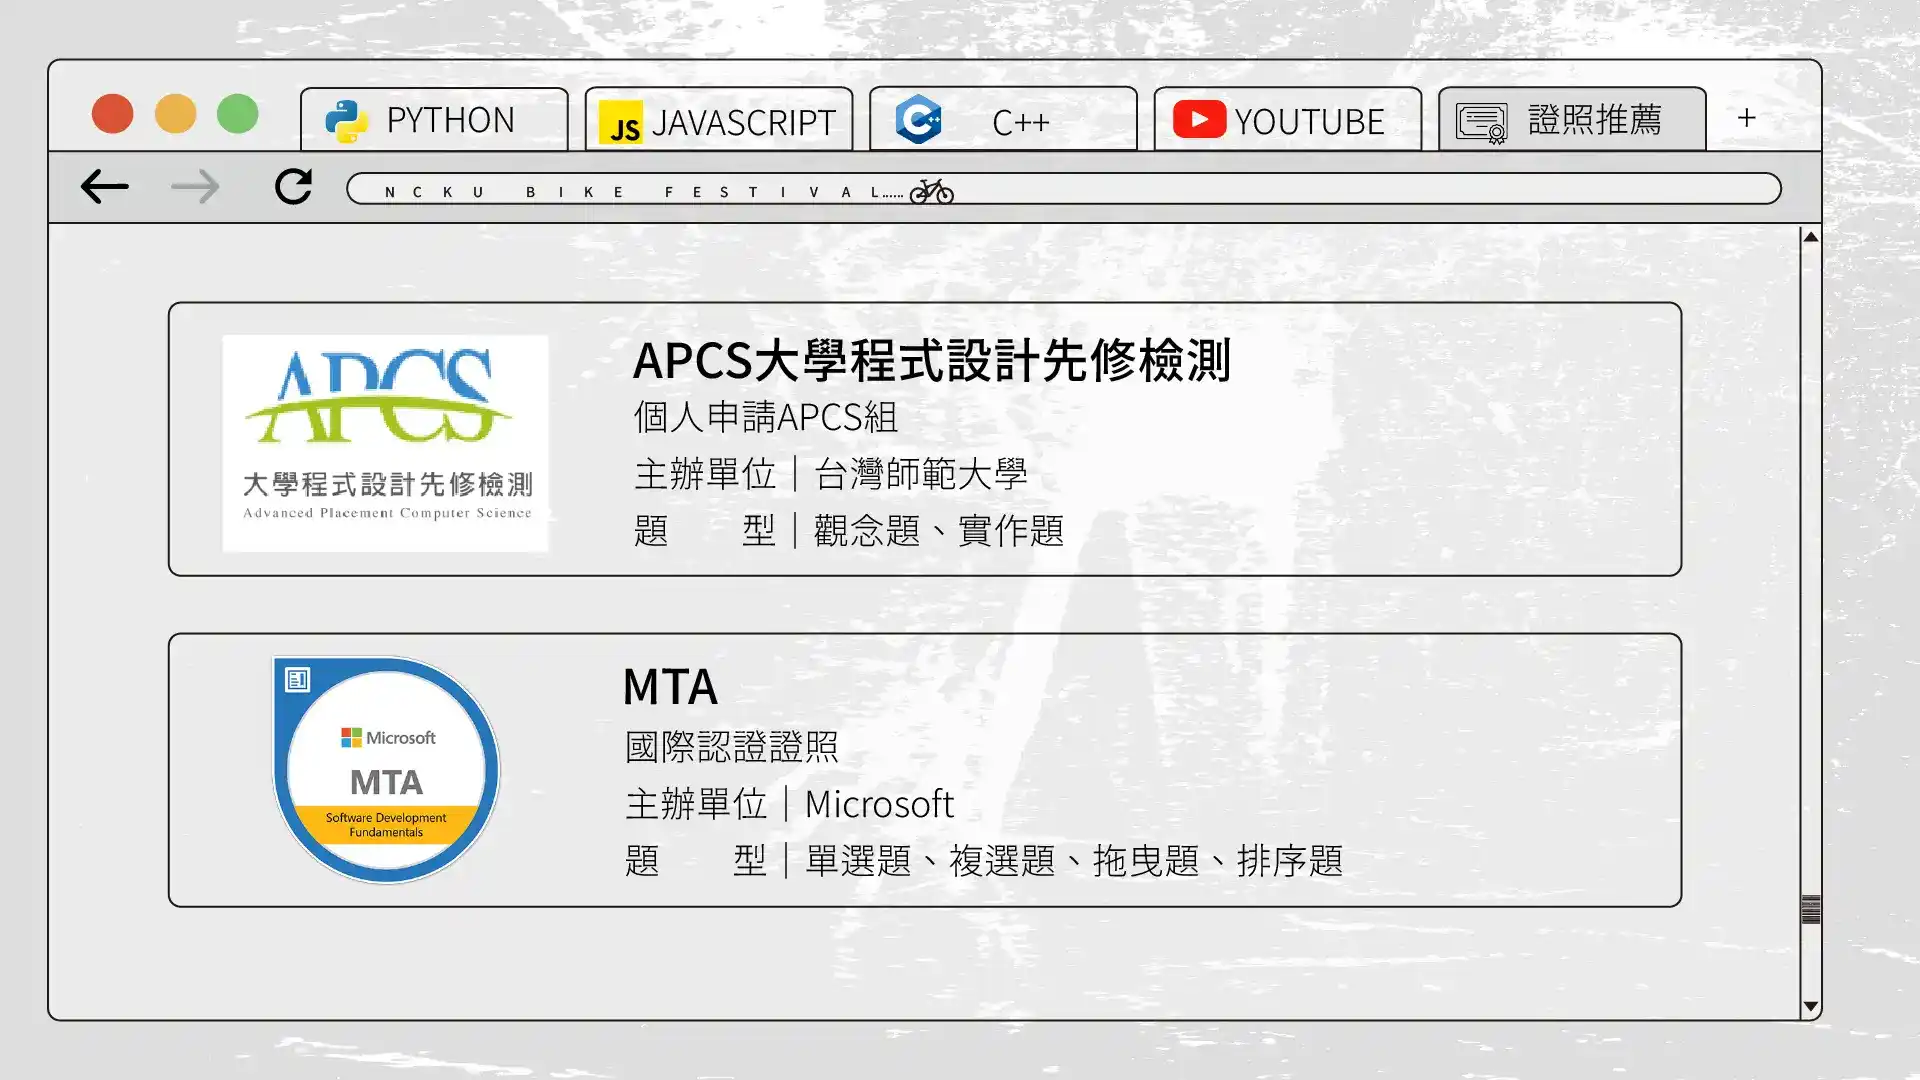 PYTHON
JS JAVASCRIPT
C++
YOUTUBE
證照推薦
+
NCKU BIKE FESTIVAL......
APCS
大學程式設計先修檢測
Advanced Placement Computer Science
APCS大學程式設計先修檢測
個人申請APCS組
主辦單位｜台灣師範大學
題　　型｜觀念題、實作題
Microsoft
MTA
Software Development
Fundamentals
MTA
國際認證證照
主辦單位｜Microsoft
題　　型｜單選題、複選題、拖曳題、排序題